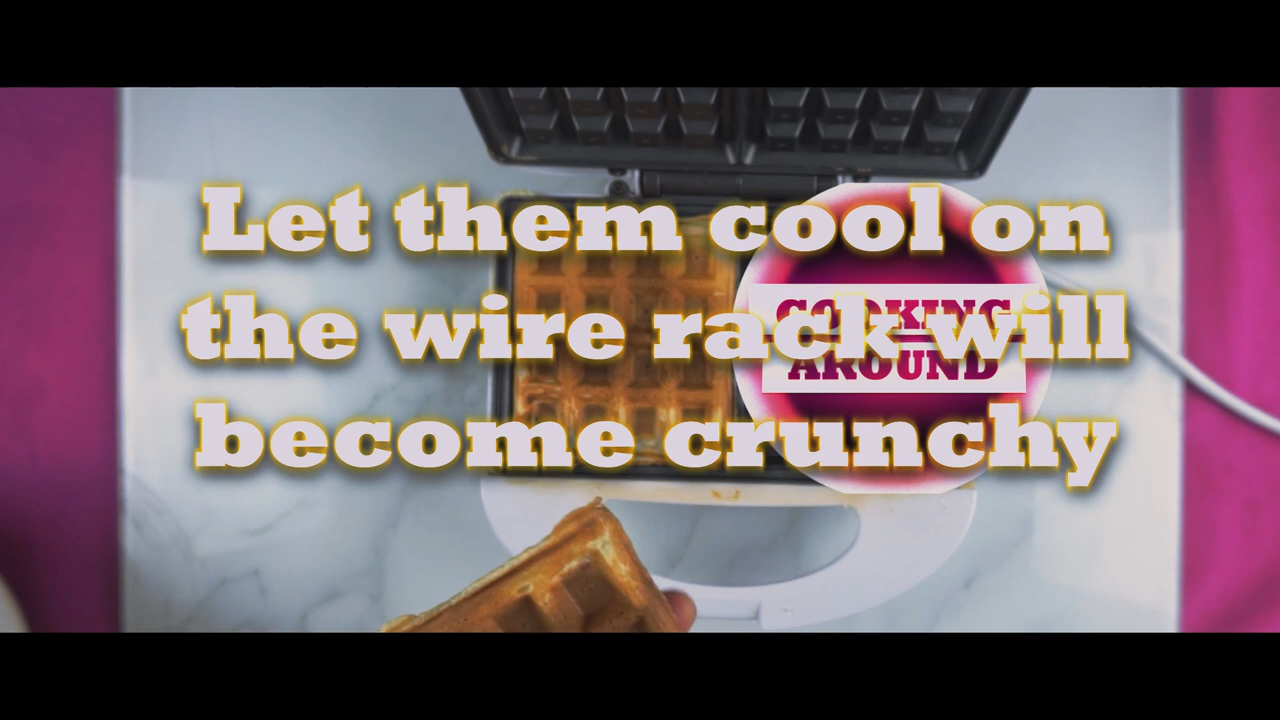 Let them cool on
the wire rack will
become crunchy
COOKING
AROUND